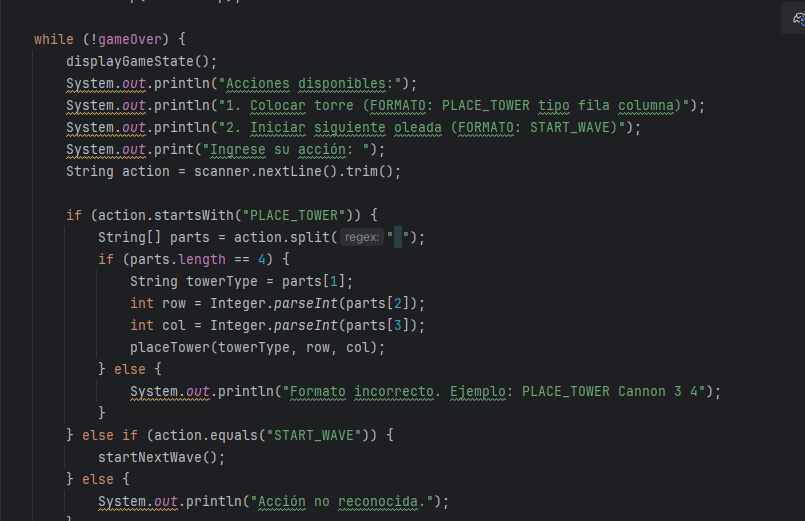 while (!gameOver) {
displayGameState();
System.out.println("Acciones disponibles:");
System.out.println("1. Colocar torre (FORMATO: PLACE_TOWER tipo fila columna)");
System.out.println("2. Iniciar siguiente oleada (FORMATO: START_WAVE)");
System.out.print("Ingrese su acción: ");
String action = scanner.nextLine().trim();
if (action.startsWith("PLACE_TOWER")) {
String[] parts = action.split( regex: " ");
if (parts.length == 4) {
String towerType = parts[1];
int row = Integer.parseInt(parts[2]);
int col = Integer.parseInt(parts[3]);
placeTower(towerType, row, col);
} else {
System.out.println("Formato incorrecto. Ejemplo: PLACE_TOWER Cannon 3 4");
}
} else if (action.equals("START_WAVE")) {
startNextWave();
} else {
System.out.println("Acción no reconocida.");